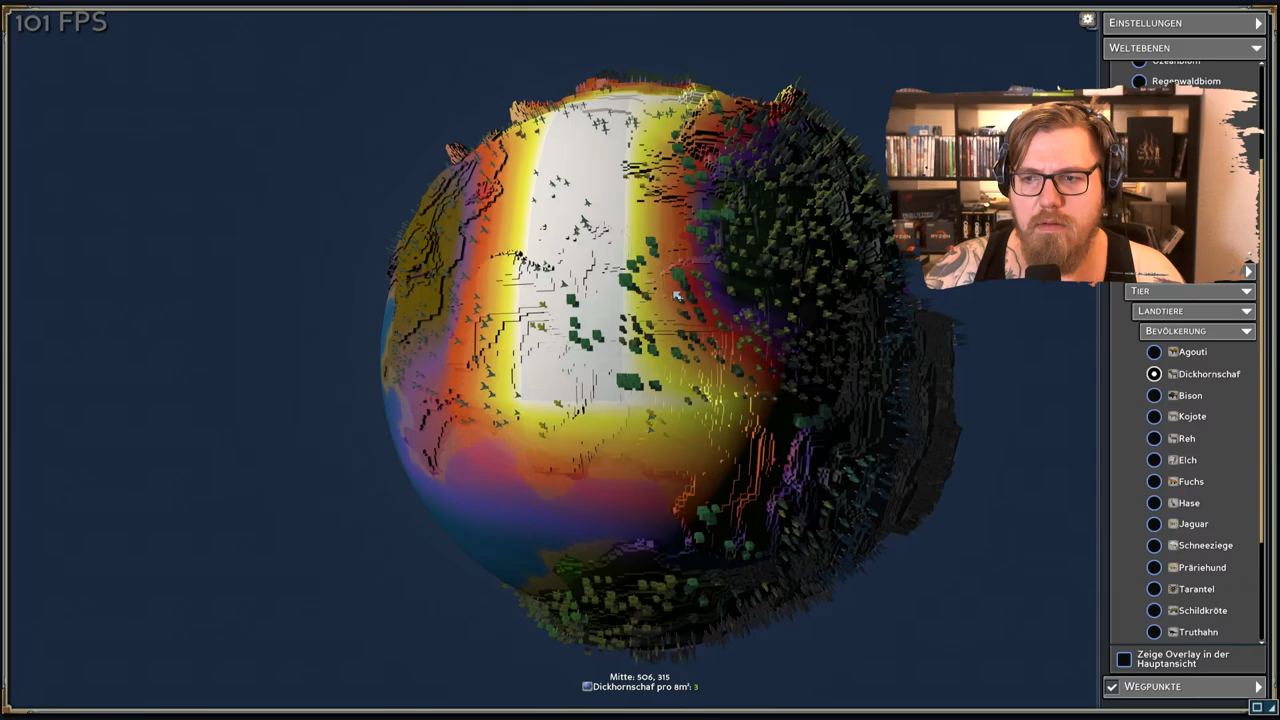 101 FPS
EINSTELLUNGEN
WELTEBENEN
Ozeanbiom
Regenwaldbiom
TIER
LANDTIERE
BEVÖLKERUNG
Agouti
Dickhornschaf
Bison
Kojote
Reh
Elch
Fuchs
Hase
Jaguar
Schneeziege
Präriehund
Tarantel
Schildkröte
Truthahn
Zeige Overlay in der
Hauptansicht
WEGPUNKTE
Mitte: 506, 315
Dickhornschaf pro 8m²: 3